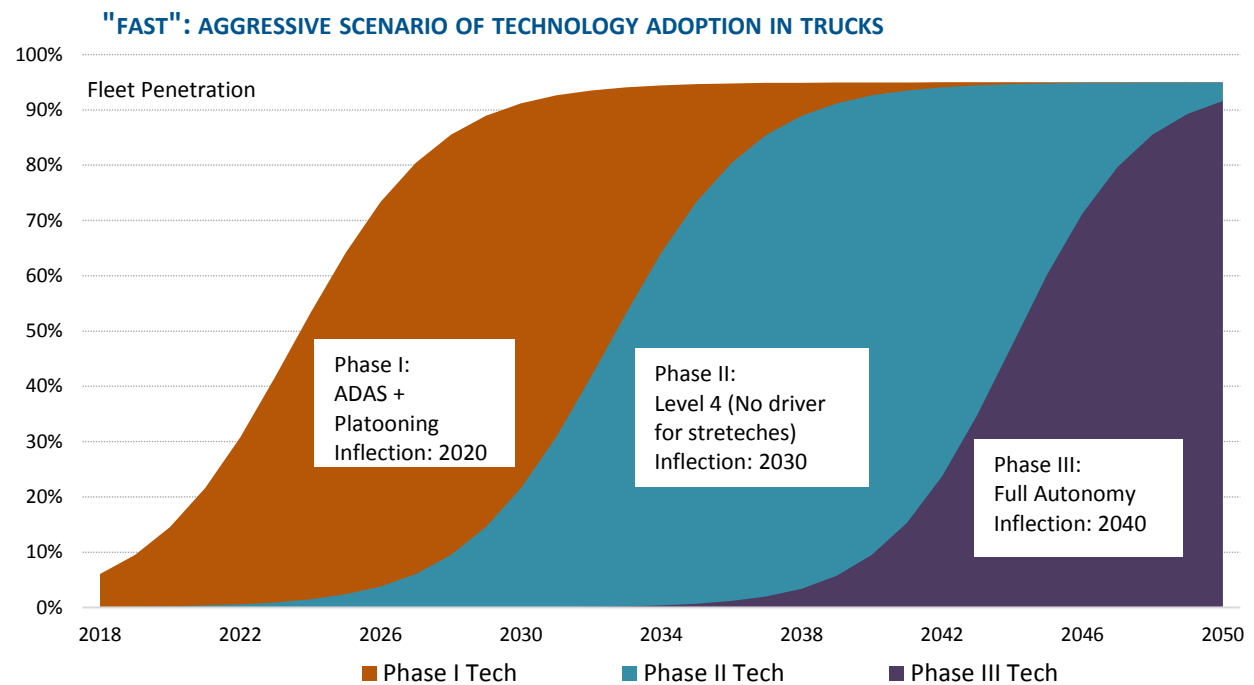 "FAST": AGGRESSIVE SCENARIO OF TECHNOLOGY ADOPTION IN TRUCKS
100%
Fleet Penetration
90%
80%
70%
60%
50%
40%
30%
20%
10%
0%
Phase I:
ADAS +
Platooning
Inflection: 2020
Phase II:
Level 4 (No driver
for streteches)
Inflection: 2030
Phase III:
Full Autonomy
Inflection: 2040
2018 2022 2026 2030 2034 2038 2042 2046 2050
Phase I Tech Phase II Tech Phase III Tech